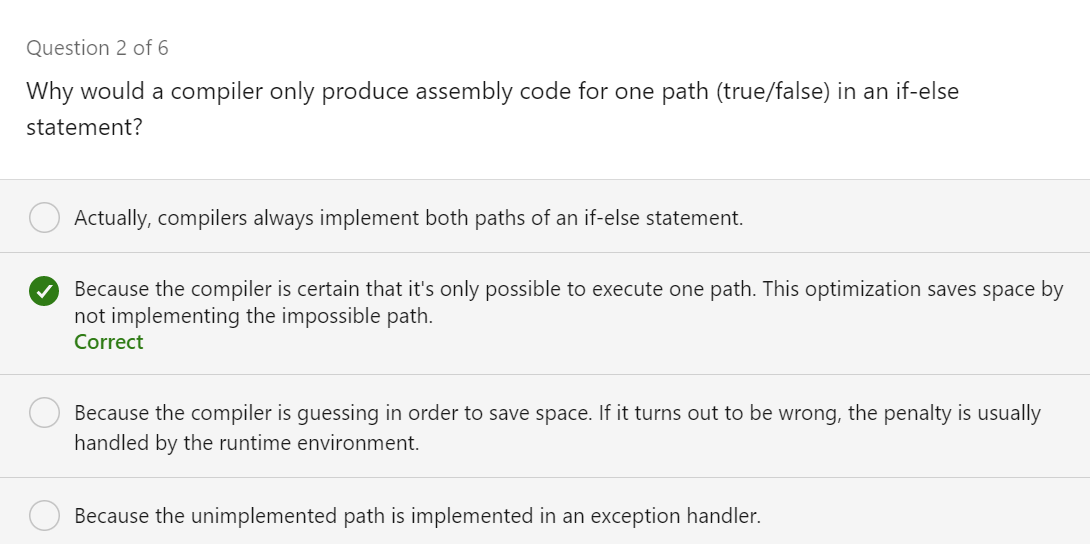 Question 2 of 6
Why would a compiler only produce assembly code for one path (true/false) in an if-else
statement?
Actually, compilers always implement both paths of an if-else statement.
Because the compiler is certain that it's only possible to execute one path. This optimization saves space by
not implementing the impossible path.
Correct
Because the compiler is guessing in order to save space. If it turns out to be wrong, the penalty is usually
handled by the runtime environment.
Because the unimplemented path is implemented in an exception handler.